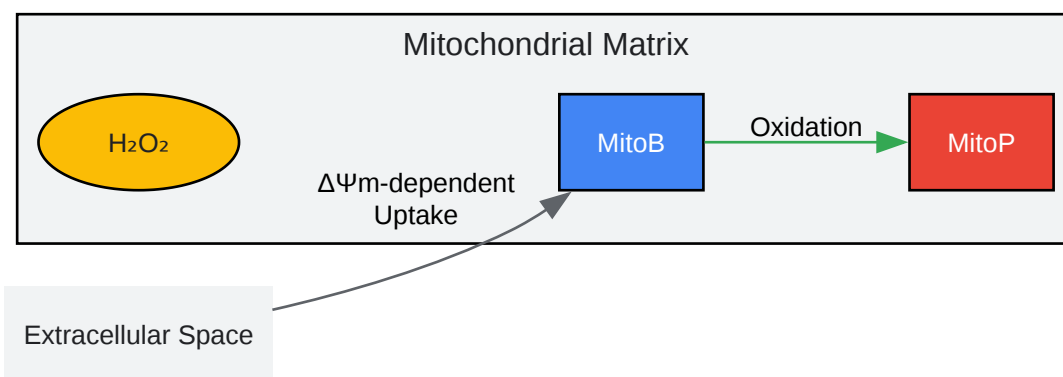 Mitochondrial Matrix
H₂O₂
MitoB
Oxidation
MitoP
ΔΨm-dependent
Uptake
Extracellular Space